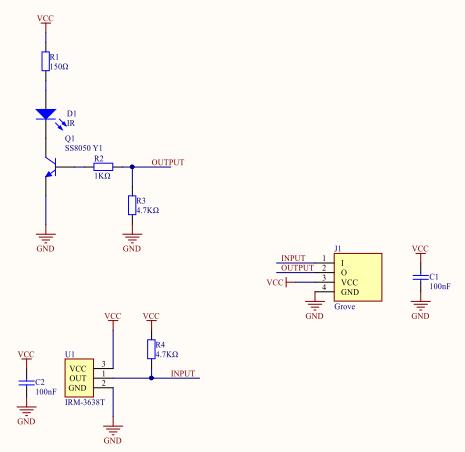 VCC
R1
150Ω
D1
IR
Q1
SS8050 Y1
R2
1KΩ
OUTPUT
R3
4.7KΩ
GND
GND
J1
INPUT 1 I
OUTPUT 2 O
VCC 3 VCC
4 GND
GND
Grove
VCC
C1
100nF
GND
VCC
C2
100nF
GND
U1
VCC 3
OUT 1
GND 2
IRM-3638T
VCC
VCC
R4
4.7KΩ
INPUT
GND